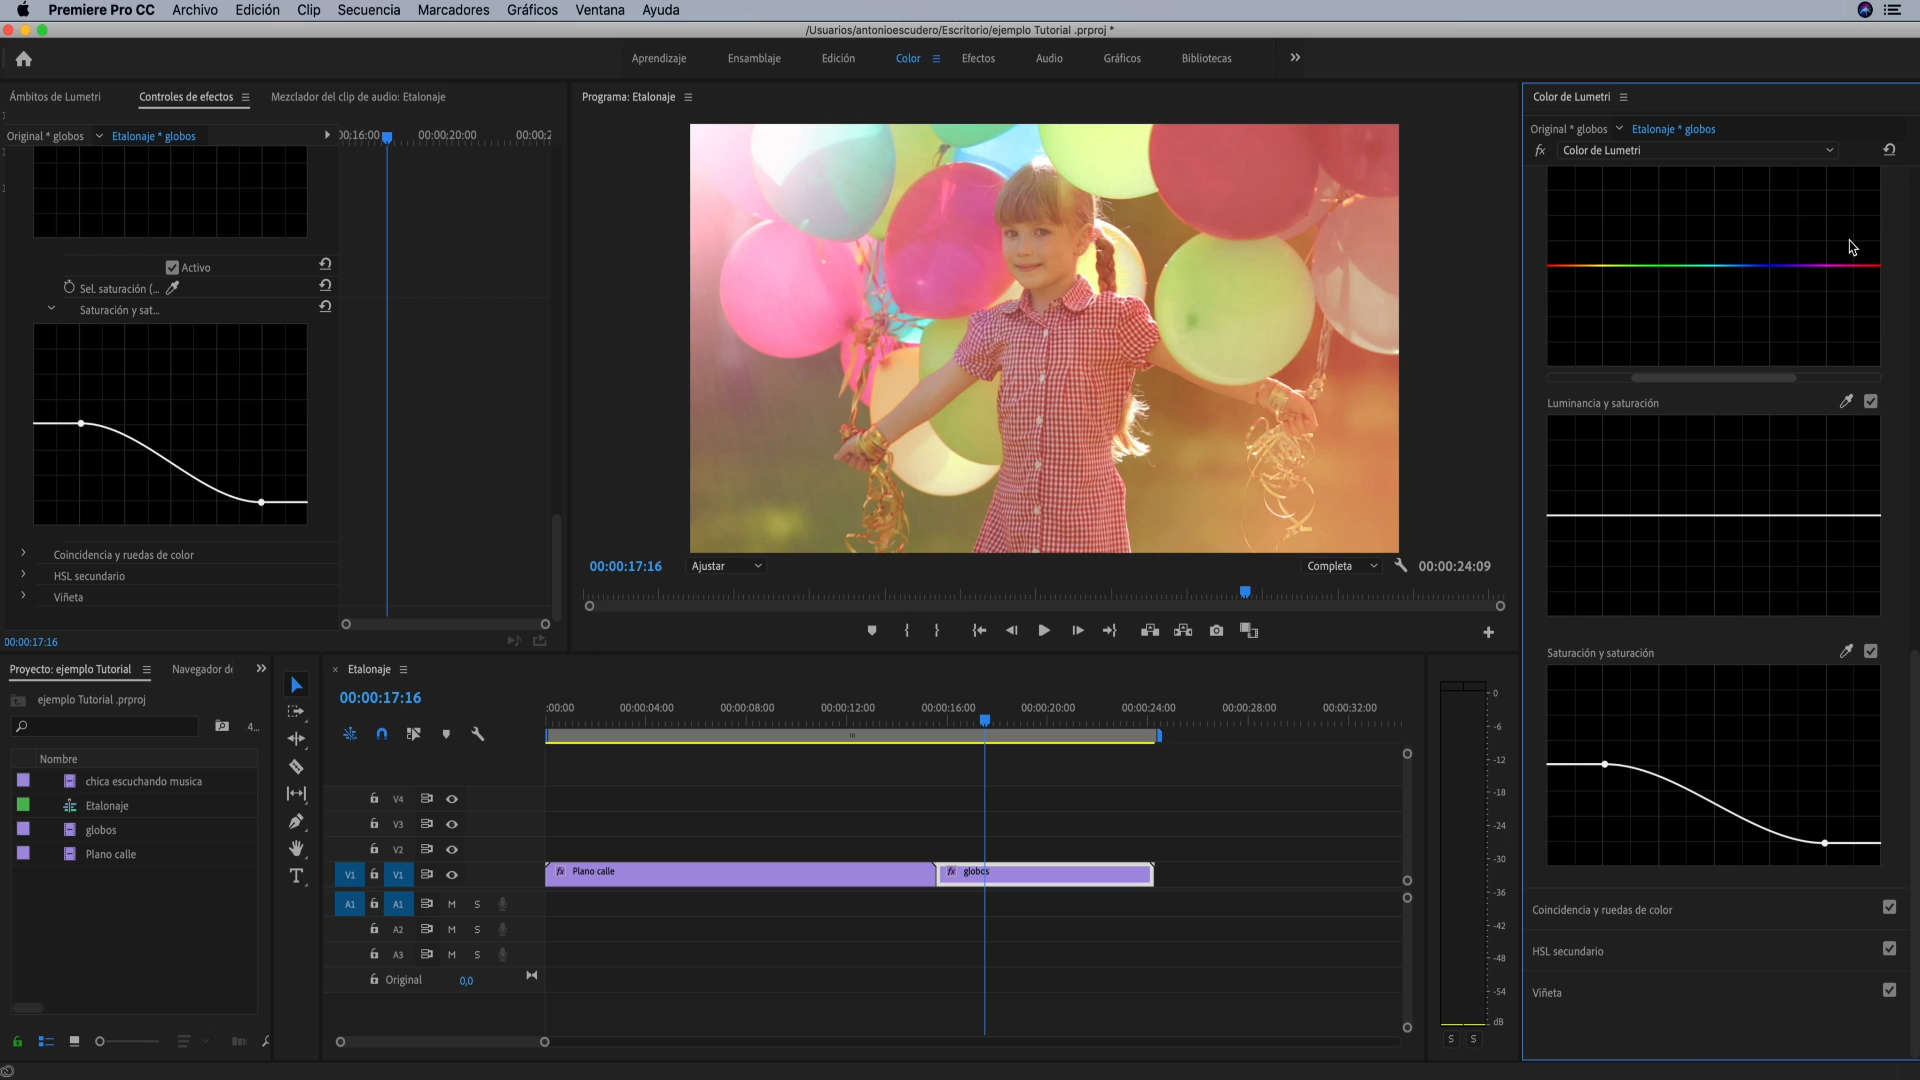 Premiere Pro CC Archivo Edición Clip Secuencia Marcadores Gráficos Ventana Ayuda
/Usuarios/antonioescudero/Escritorio/ejemplo Tutorial .prproj *
Aprendizaje Ensamblaje Edición Color Efectos Audio Gráficos Bibliotecas
Ámbitos de Lumetri Controles de efectos Mezclador del clip de audio: Etalonaje
Original * globos Etalonaje * globos
00:16:00 00:00:20:00 00:00:2
Activo
Sel. saturación (...
Saturación y sat...
Coincidencia y ruedas de color
HSL secundario
Viñeta
00:00:17:16
Programa: Etalonaje
00:00:17:16 Ajustar Completa 00:00:24:09
Color de Lumetri
Original * globos Etalonaje * globos
fx Color de Lumetri
Luminancia y saturación
Saturación y saturación
Coincidencia y ruedas de color
HSL secundario
Viñeta
Proyecto: ejemplo Tutorial Navegador de
ejemplo Tutorial .prproj
4...
Nombre
chica escuchando musica
Etalonaje
globos
Plano calle
× Etalonaje
00:00:17:16
:00:00 00:00:04:00 00:00:08:00 00:00:12:00 00:00:16:00 00:00:20:00 00:00:24:00 00:00:28:00 00:00:32:00
V4
V3
V2
V1 V1 fx Plano calle fx globos
A1 A1 M S
A2 M S
A3 M S
Original 0,0
0
-6
-12
-18
-24
-30
-36
-42
-48
-54
dB
S S